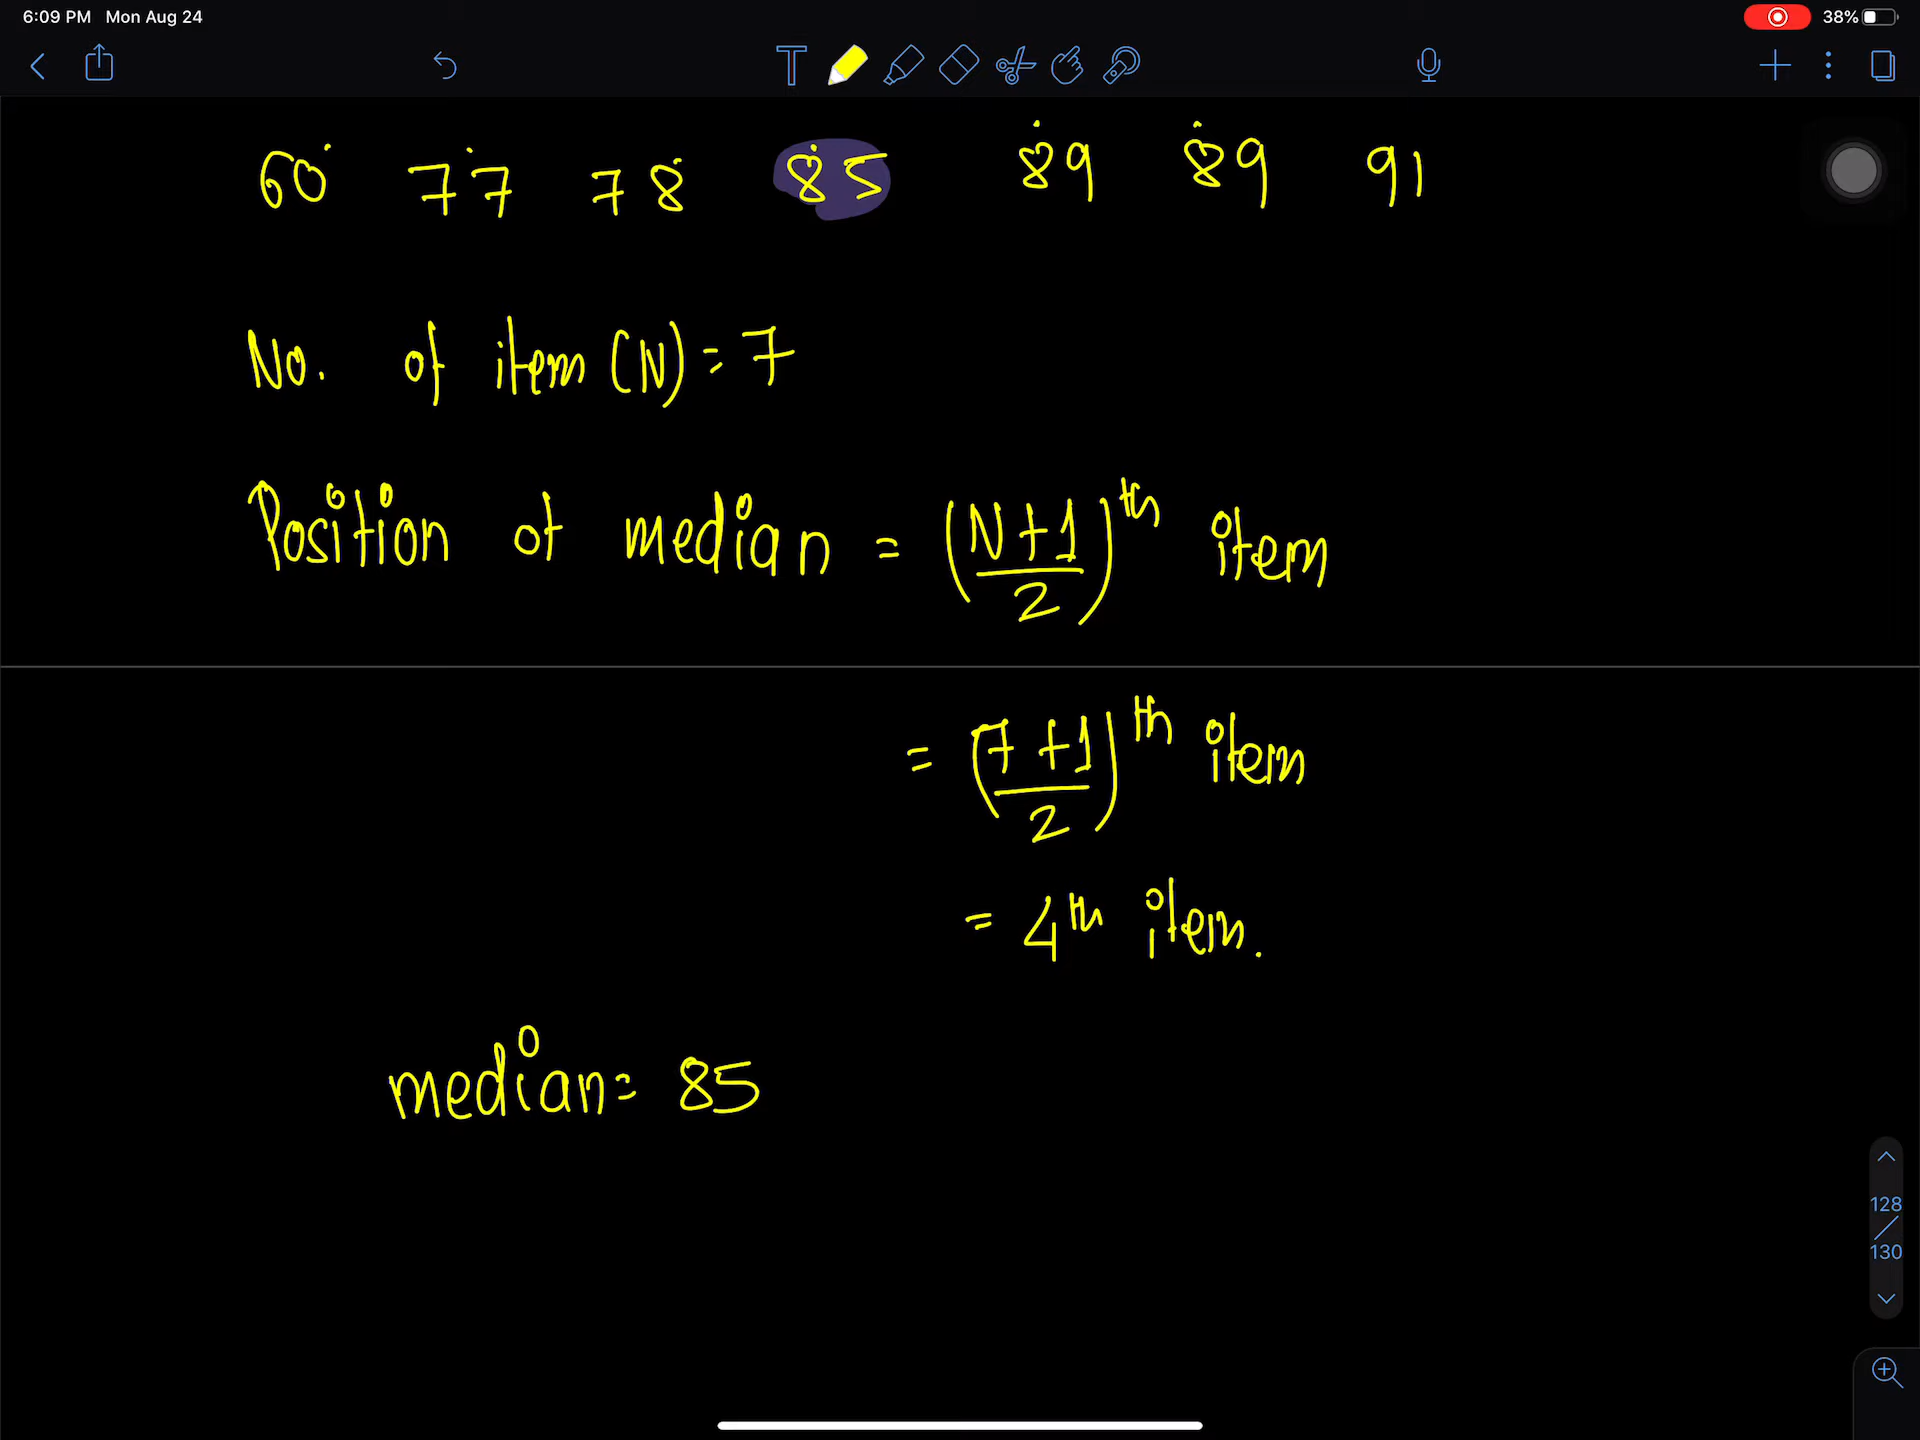 6:09 PM Mon Aug 24 38%
60 77 78 85 89 89 91
No. of item (N) = 7
Position of median = (N+1/2)th item
= (7+1/2)th item
= 4th item.
median = 85
128
130